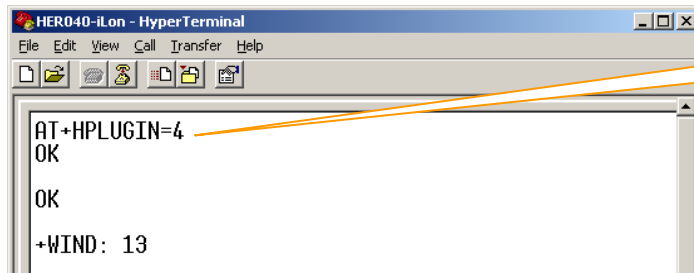 HER040-iLon - HyperTerminal
File Edit View Call Transfer Help
AT+HPLUGIN=4
OK
OK
+WIND: 13